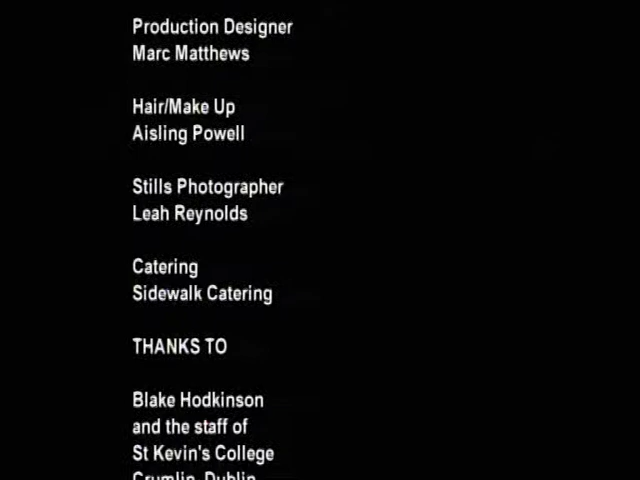 Production Designer
Marc Matthews
Hair/Make Up
Aisling Powell
Stills Photographer
Leah Reynolds
Catering
Sidewalk Catering
THANKS TO
Blake Hodkinson
and the staff of
St Kevin's College
Crumlin, Dublin